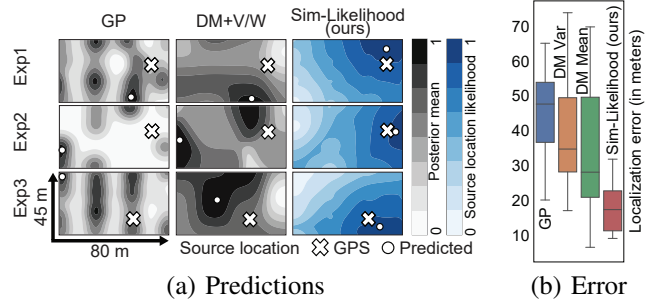 GP
DM+V/W
Sim-Likelihood
(ours)
Exp1
Exp2
Exp3
45 m
80 m
0
Posterior mean
1
0
Source location likelihood
1
Source location
GPS
Predicted
(a) Predictions
70
60
50
40
30
20
10
GP
DM Var
DM Mean
Sim-Likelihood (ours)
Localization error (in meters)
(b) Error